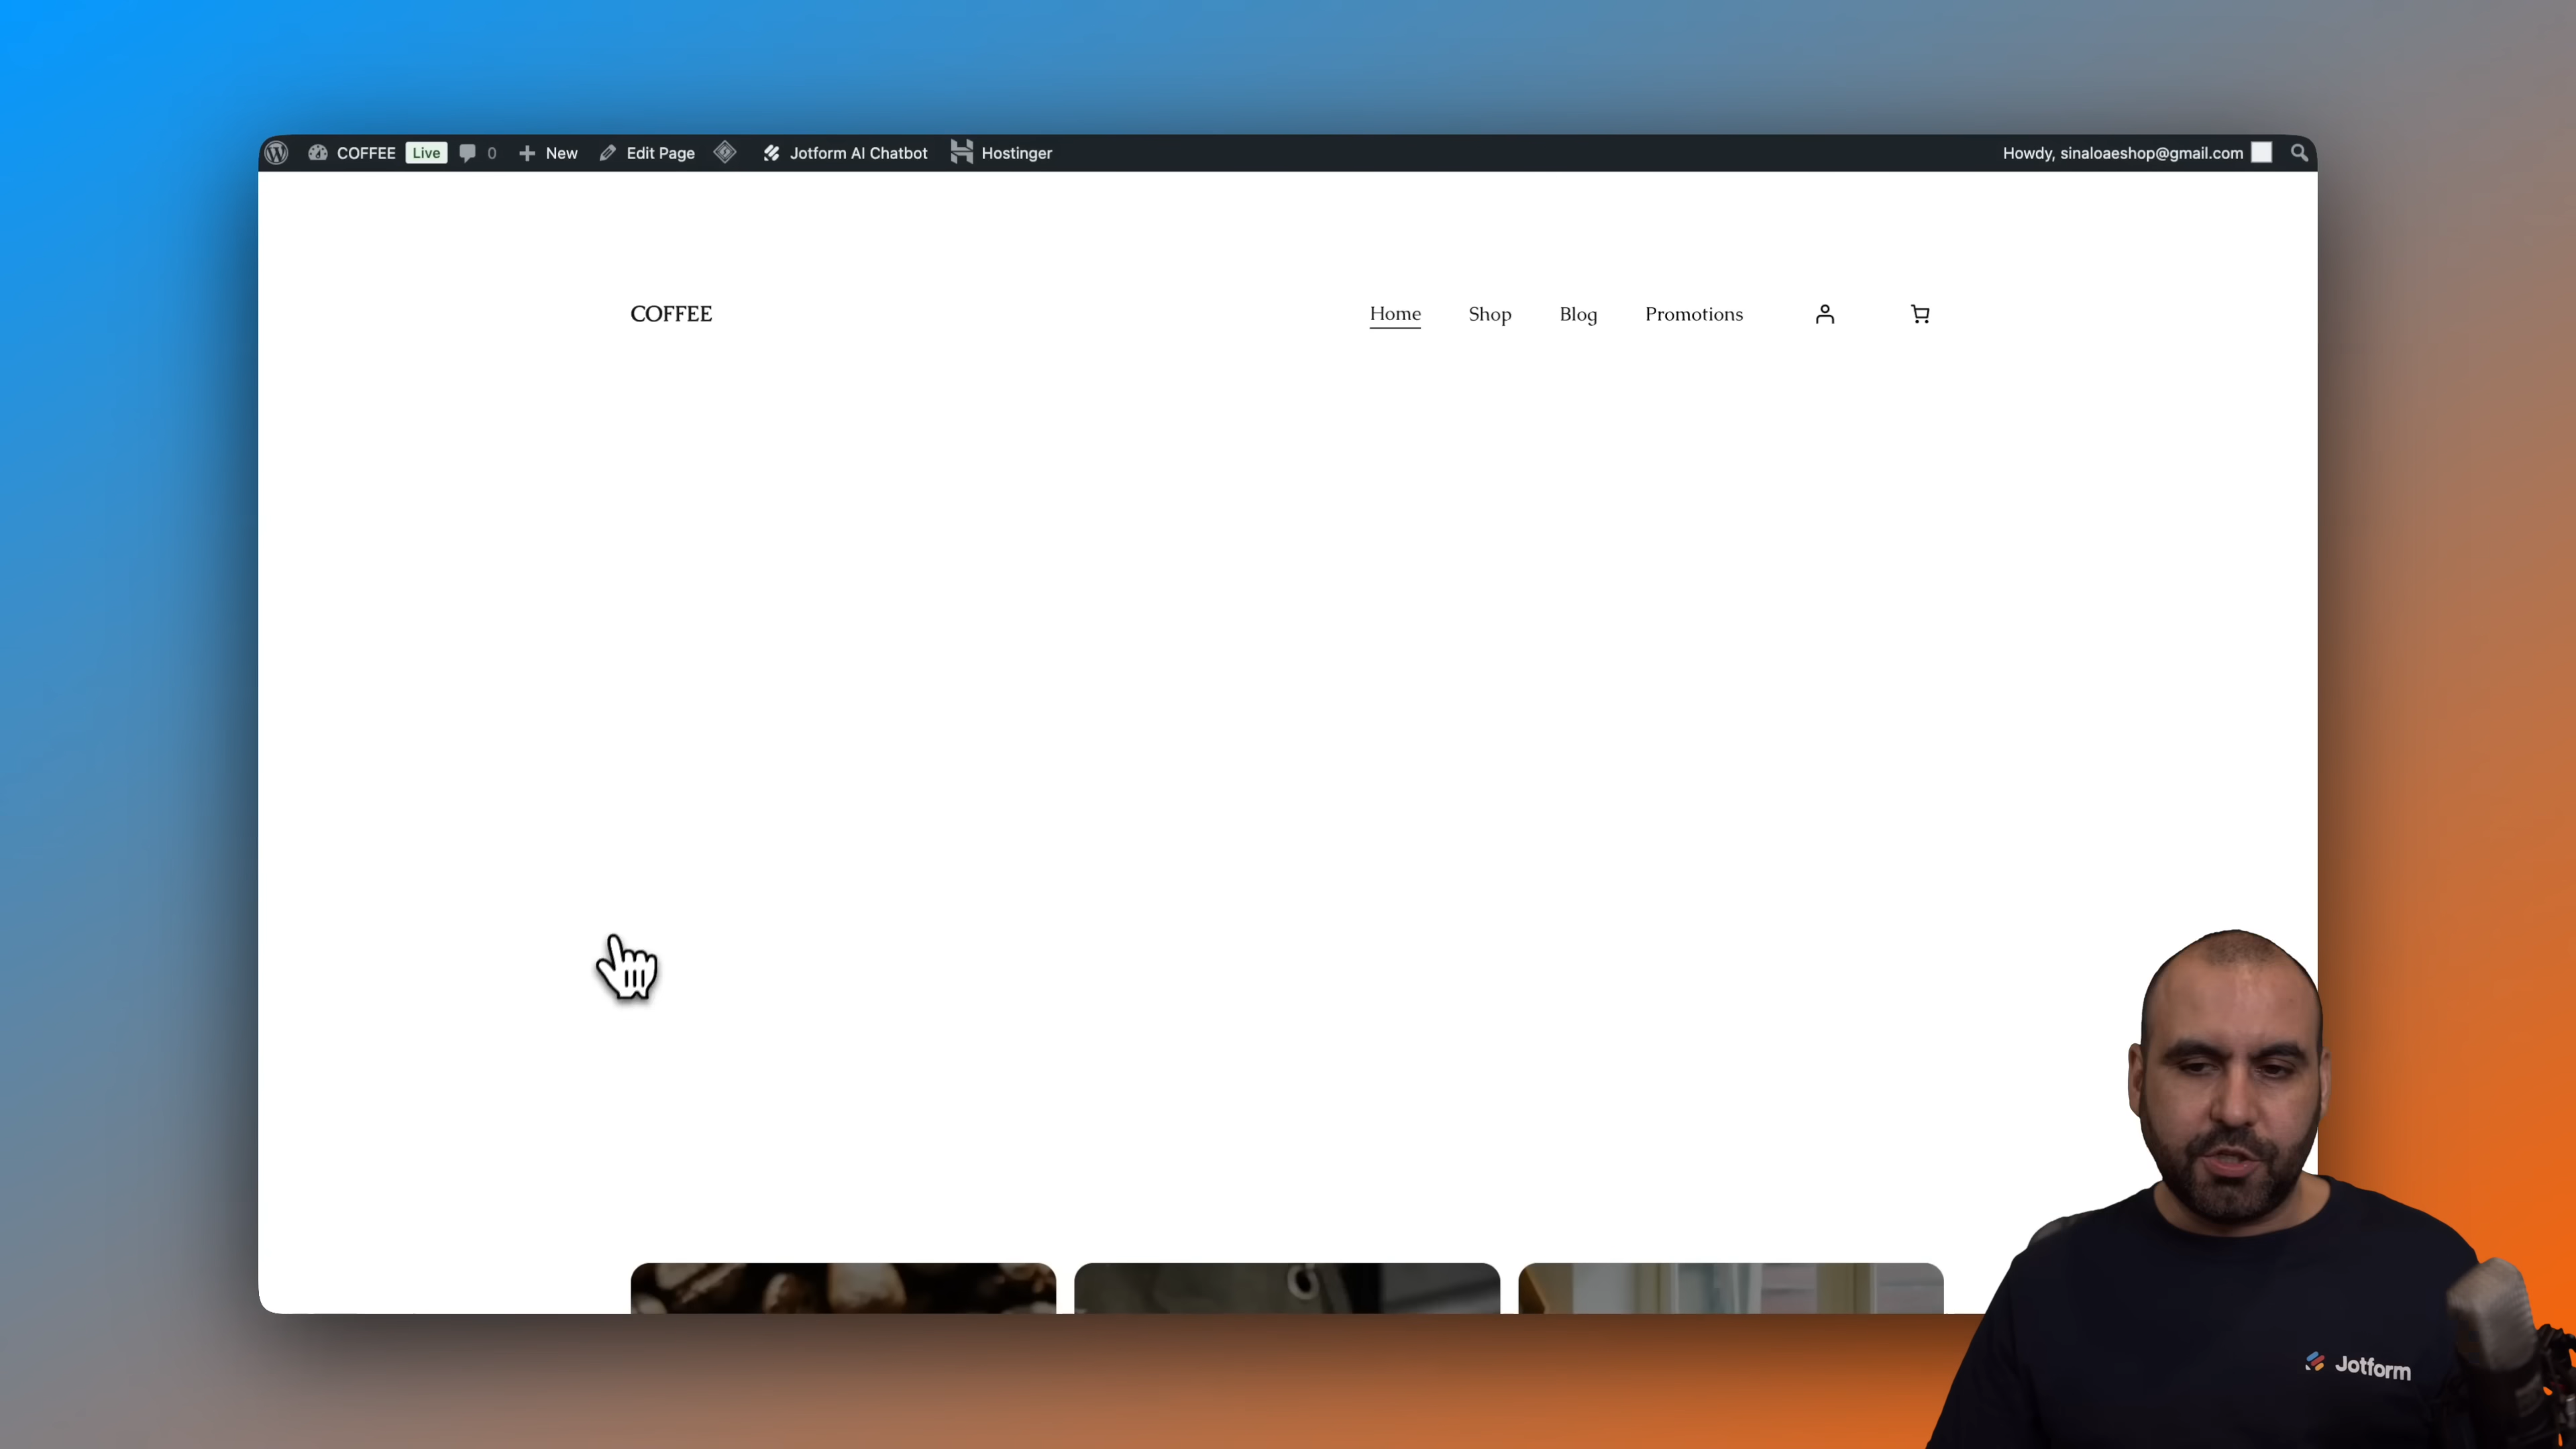 COFFEE Live 0 New Edit Page Jotform AI Chatbot Hostinger Howdy, sinaloaeshop@gmail.com
COFFEE Home Shop Blog Promotions
Jotform